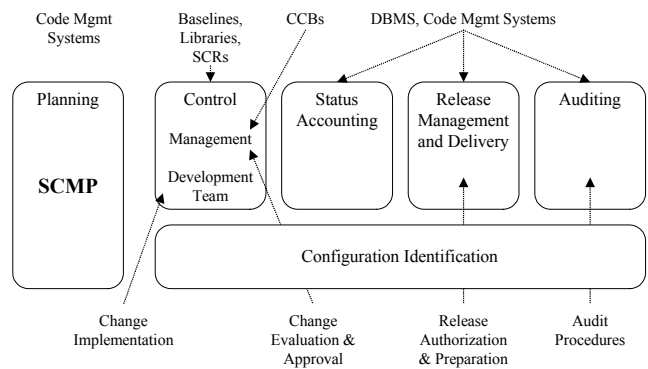 Code Mgmt
Systems
Baselines,
Libraries,
SCRs
CCBs
DBMS, Code Mgmt Systems
Planning
SCMP
Control
Management
Development
Team
Status
Accounting
Release
Management
and Delivery
Auditing
Configuration Identification
Change
Implementation
Change
Evaluation &
Approval
Release
Authorization
& Preparation
Audit
Procedures